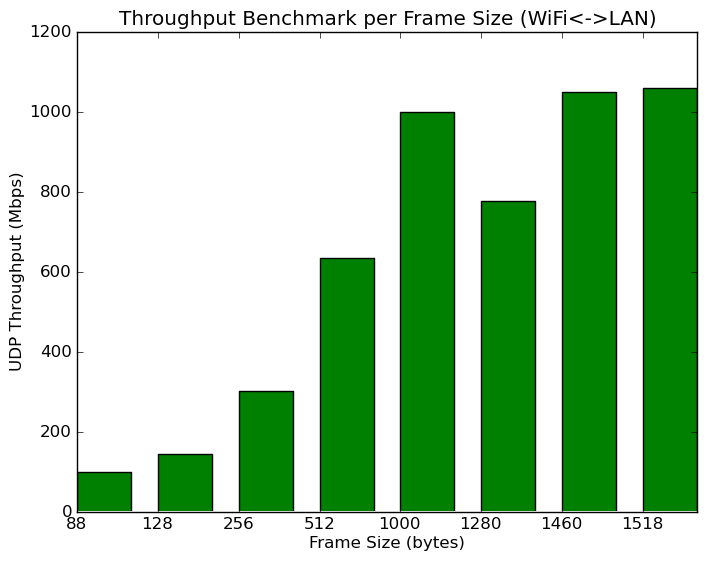 Throughput Benchmark per Frame Size (WiFi<->LAN)
1200
1000
800
600
400
200
0
UDP Throughput (Mbps)
88 128 256 512 1000 1280 1460 1518
Frame Size (bytes)